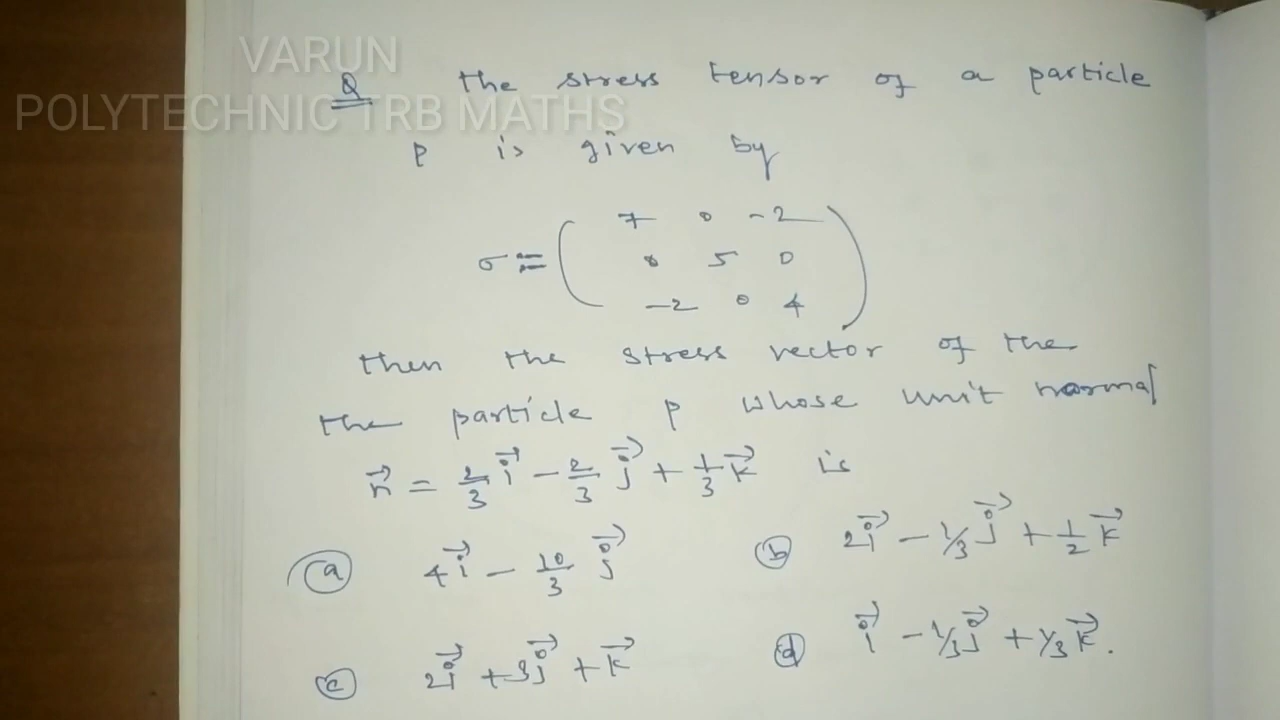 VARUN
POLYTECHNIC TRB MATHS
Q the stress tensor of a particle
P is given by
σ = ( 7 0 -2
0 5 0
-2 0 4 )
then the stress vector of the
the particle P whose unit normal
n⃗ = 2/3 i⃗ - 2/3 j⃗ + 1/3 k⃗ is
(a) 4i⃗ - 10/3 j⃗ (b) 2i⃗ - 1/3 j⃗ + 1/2 k⃗
(c) 2i⃗ + 3j⃗ + k⃗ (d) i⃗ - 1/3 j⃗ + 1/3 k⃗.